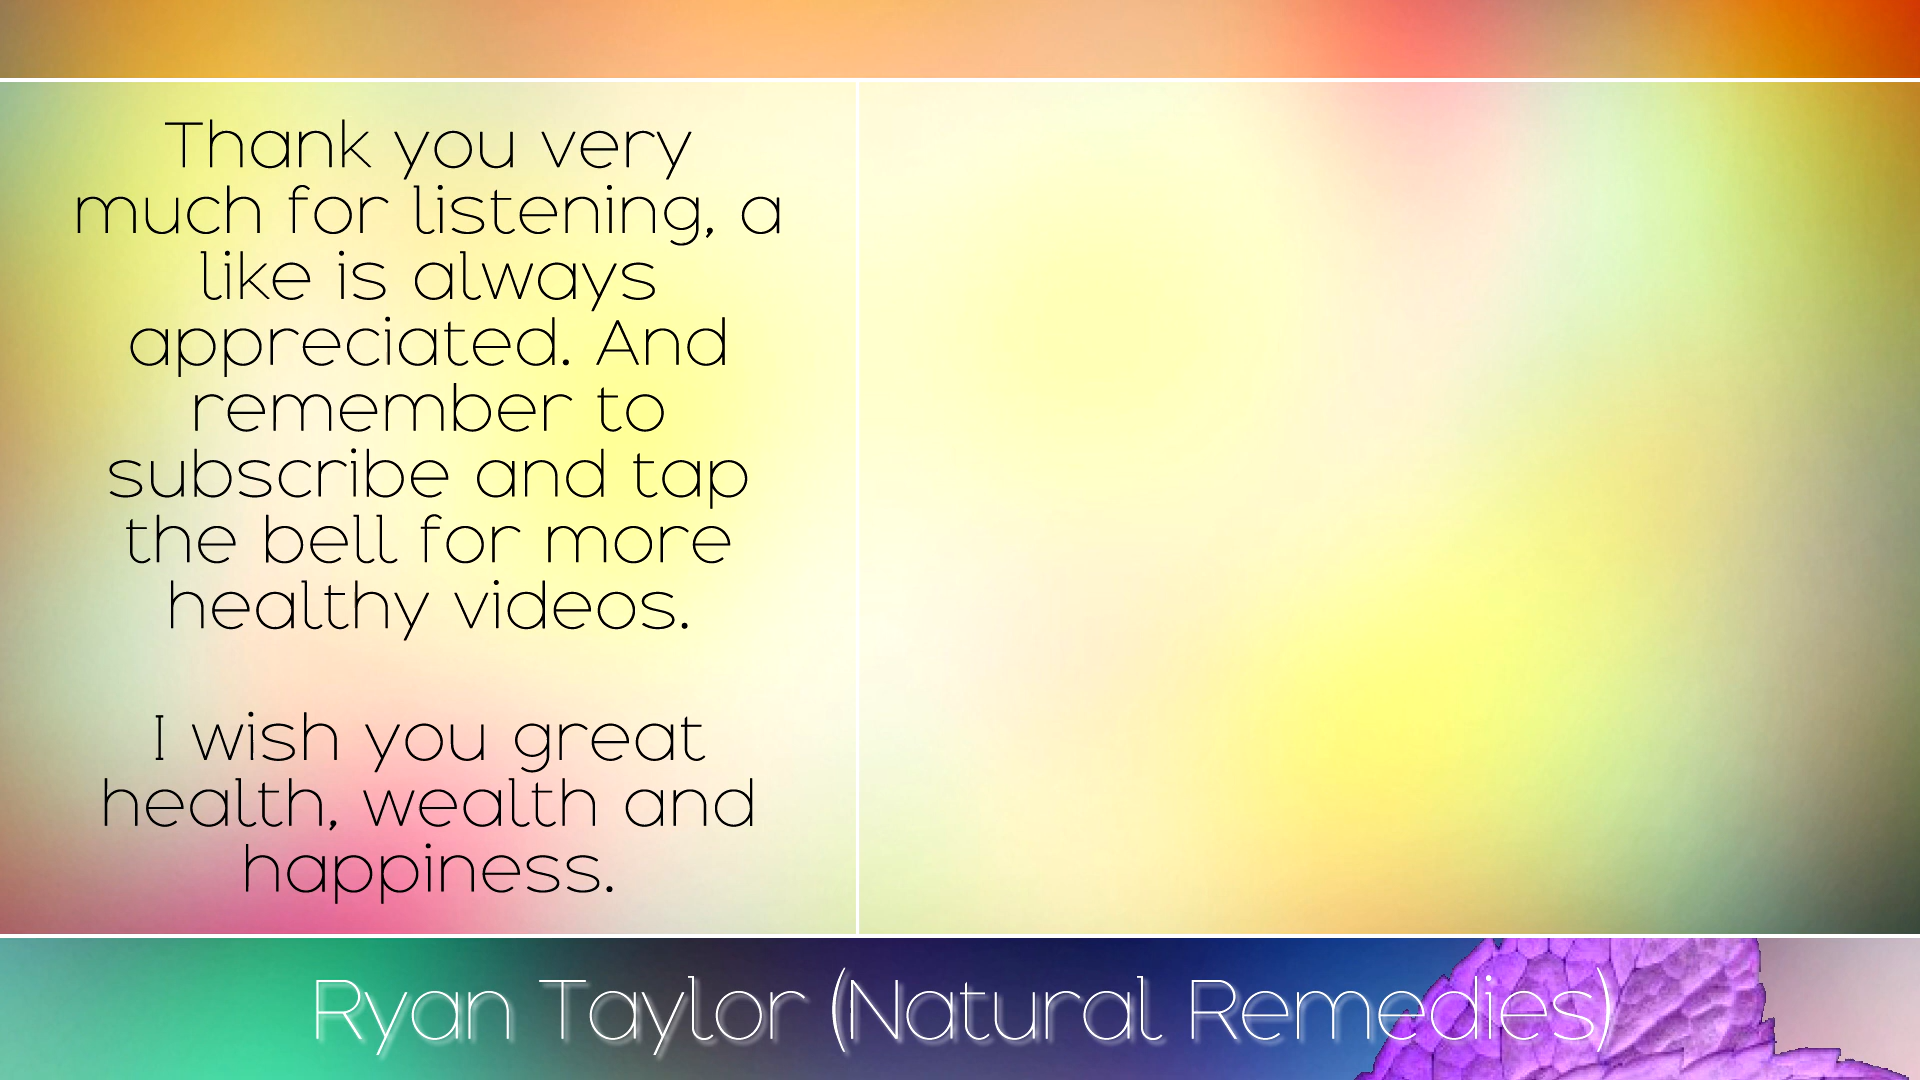 Thank you very
much for listening, a
like is always
appreciated. And
remember to
subscribe and tap
the bell for more
healthy videos.
I wish you great
health, wealth and
happiness.
Ryan Taylor (Natural Remedies)